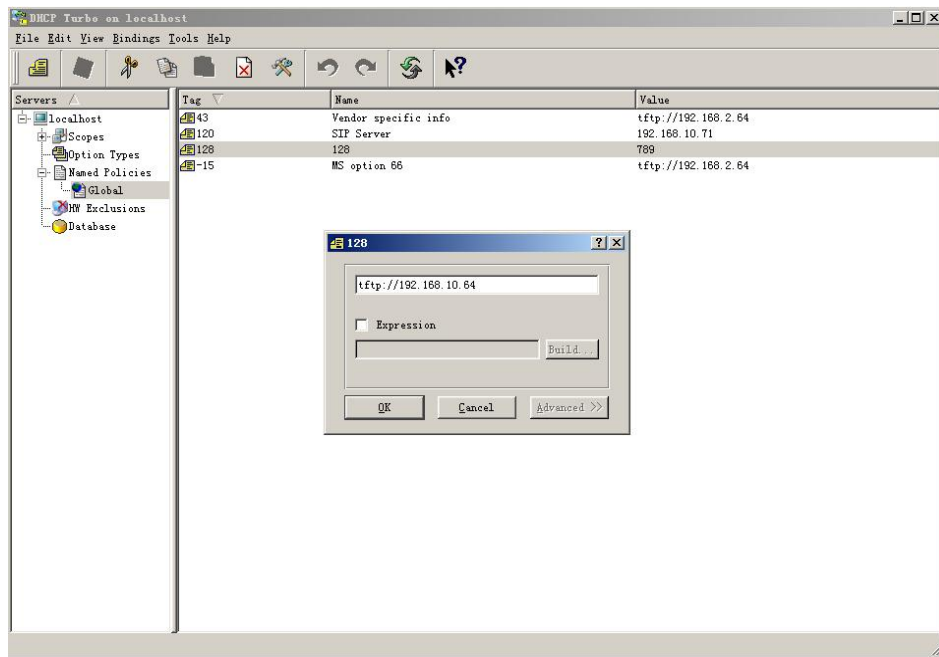 DHCP Turbo on localhost
File Edit View Bindings Tools Help
Servers Tag Name Value
localhost
Scopes
Option Types
Named Policies
Global
HW Exclusions
Database
43 Vendor specific info tftp://192.168.2.64
120 SIP Server 192.168.10.71
128 128 789
-15 MS option 66 tftp://192.168.2.64
128
tftp://192.168.10.64
Expression
Build...
OK Cancel Advanced >>